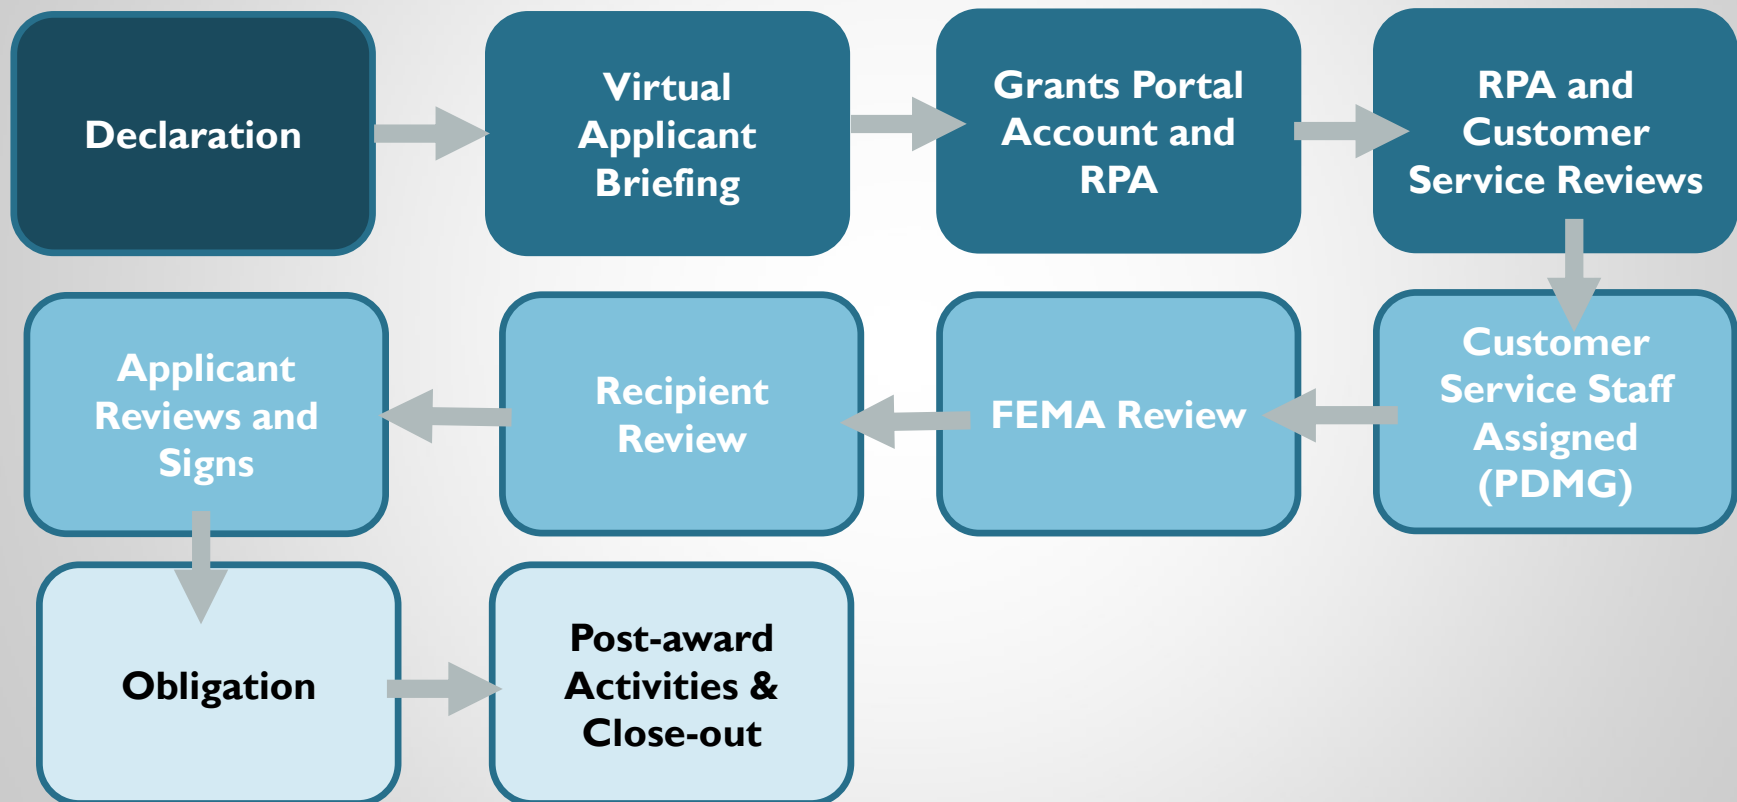 Declaration
Virtual
Applicant
Briefing
Grants Portal
Account and
RPA
RPA and
Customer
Service Reviews
Customer
Service Staff
Assigned
(PDMG)
FEMA Review
Recipient
Review
Applicant
Reviews and
Signs
Obligation
Post-award
Activities &
Close-out